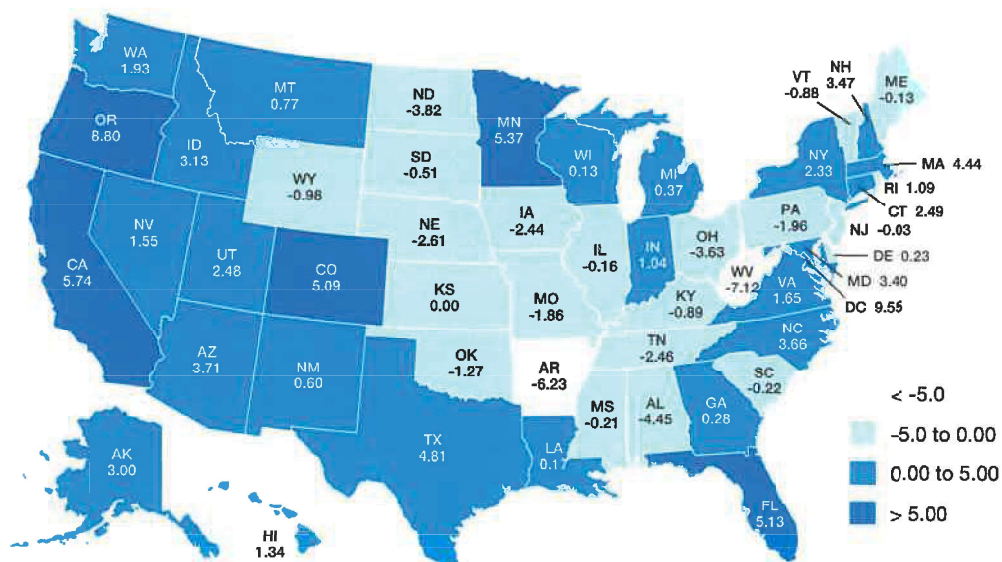 WA
1.93
MT
0.77
ND
-3.82
MN
5.37
VT
-0.88
NH
3.47
ME
-0.13
OR
8.80
ID
3.13
WY
-0.98
SD
-0.51
WI
0.13
MI
0.37
NY
2.33
MA 4.44
RI 1.09
CT 2.49
NJ -0.03
NV
1.55
UT
2.48
CO
5.09
NE
-2.61
IA
-2.44
IL
-0.16
IN
1.04
OH
-3.63
PA
-1.96
DE 0.23
MD 3.40
DC 9.55
CA
5.74
KS
0.00
MO
-1.86
KY
-0.89
WV
-7.12
VA
1.65
AZ
3.71
NM
0.60
OK
-1.27
AR
-6.23
TN
-2.46
NC
3.66
SC
-0.22
TX
4.81
LA
0.17
MS
-0.21
AL
-4.45
GA
0.28
FL
5.13
AK
3.00
HI
1.34
< -5.0
-5.0 to 0.00
0.00 to 5.00
> 5.00